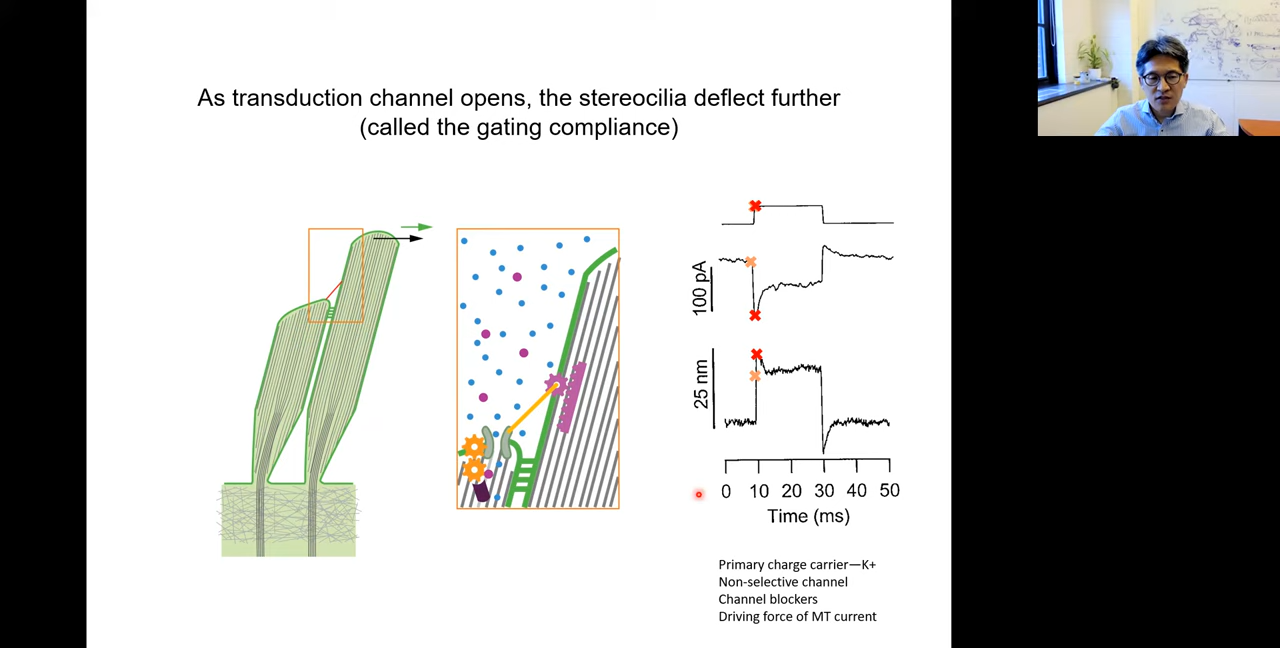 As transduction channel opens, the stereocilia deflect further
(called the gating compliance)
100 pA
25 nm
0 10 20 30 40 50
Time (ms)
Primary charge carrier—K+
Non-selective channel
Channel blockers
Driving force of MT current